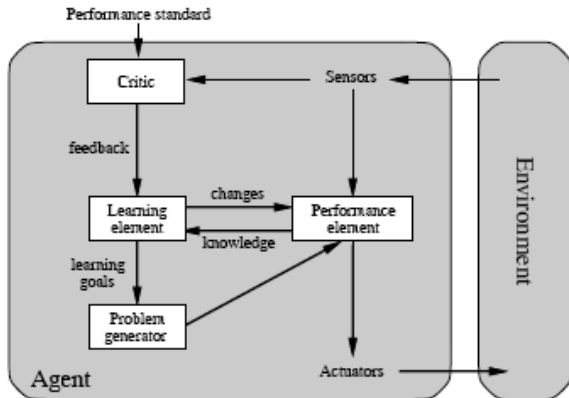 Performance standard
Critic
Sensors
feedback
changes
Learning
element
Performance
element
knowledge
learning
goals
Problem
generator
Agent
Actuators
Environment